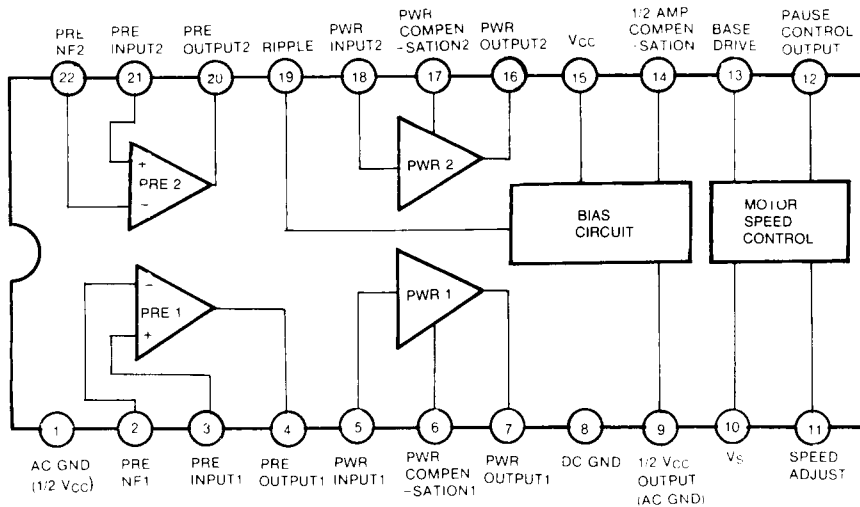 PRE NF2
PRE INPUT2
PRE OUTPUT2
RIPPLE
PWR INPUT2
PWR COMPEN -SATION2
PWR OUTPUT2
VCC
1/2 AMP COMPEN -SATION
BASE DRIVE
PAUSE CONTROL OUTPUT
22 21 20 19 18 17 16 15 14 13 12
+
PRE 2
−
PWR 2
BIAS CIRCUIT
MOTOR SPEED CONTROL
−
PRE 1
+
PWR 1
1 2 3 4 5 6 7 8 9 10 11
AC GND (1/2 VCC)
PRE NF1
PRE INPUT1
PRE OUTPUT1
PWR INPUT1
PWR COMPEN -SATION1
PWR OUTPUT1
DC GND
1/2 VCC OUTPUT (AC GND)
VS
SPEED ADJUST